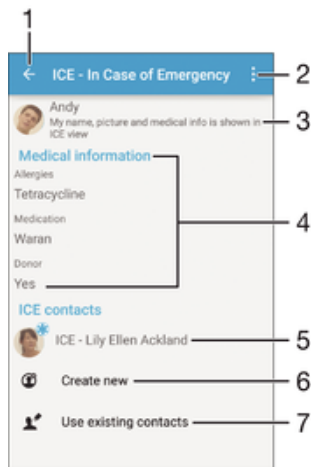 1
ICE - In Case of Emergency
2
Andy
My name, picture and medical info is shown in
ICE view
3
Medical information
Allergies
Tetracycline
Medication
Waran
4
Donor
Yes
ICE contacts
ICE - Lily Ellen Ackland
5
Create new
6
Use existing contacts
7